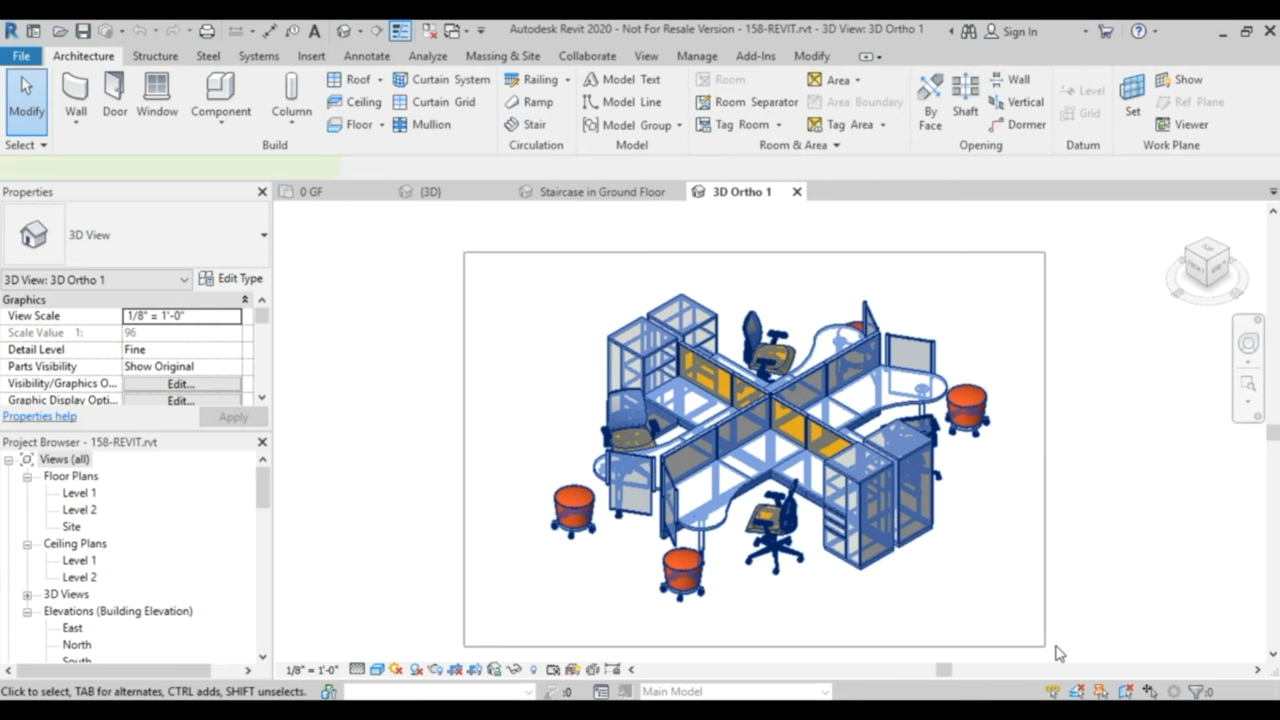 Autodesk Revit 2020 - Not For Resale Version - 158-REVIT.rvt - 3D View: 3D Ortho 1
Sign In
File Architecture Structure Steel Systems Insert Annotate Analyze Massing & Site Collaborate View Manage Add-Ins Modify
Modify
Wall
Door
Window
Component
Column
Roof
Ceiling
Floor
Curtain System
Curtain Grid
Mullion
Railing
Ramp
Stair
Model Text
Model Line
Model Group
Room
Room Separator
Tag Room
Area
Area Boundary
Tag Area
By Face
Shaft
Wall
Vertical
Dormer
Level
Grid
Set
Show
Ref Plane
Viewer
Select Build Circulation Model Room & Area Opening Datum Work Plane
Properties
0 GF {3D} Staircase in Ground Floor 3D Ortho 1
3D View
3D View: 3D Ortho 1 Edit Type
Graphics
View Scale 1/8" = 1'-0"
Scale Value 1: 96
Detail Level Fine
Parts Visibility Show Original
Visibility/Graphics O... Edit...
Graphic Display Opti... Edit...
Properties help Apply
Project Browser - 158-REVIT.rvt
Views (all)
Floor Plans
Level 1
Level 2
Site
Ceiling Plans
Level 1
Level 2
3D Views
Elevations (Building Elevation)
East
North
South
1/8" = 1'-0"
Click to select, TAB for alternates, CTRL adds, SHIFT unselects. :0 Main Model :0